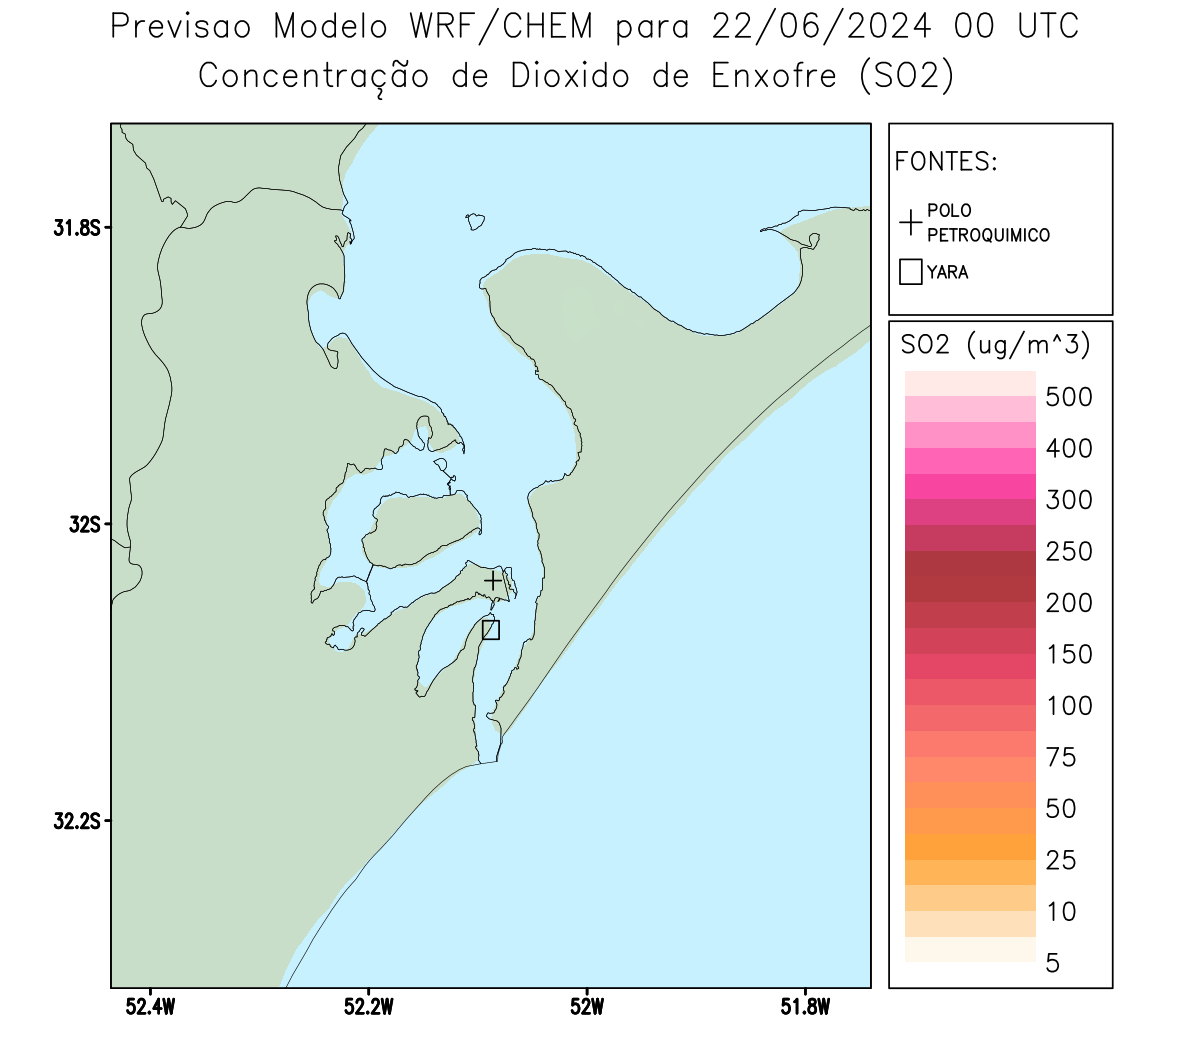 Previsao Modelo WRF/CHEM para 22/06/2024 00 UTC
Concentração de Dioxido de Enxofre (SO2)
FONTES:
POLO
PETROQUIMICO
YARA
SO2 (ug/m^3)
500
400
300
250
200
150
100
75
50
25
10
5
31.8S
32S
32.2S
52.4W
52.2W
52W
51.8W